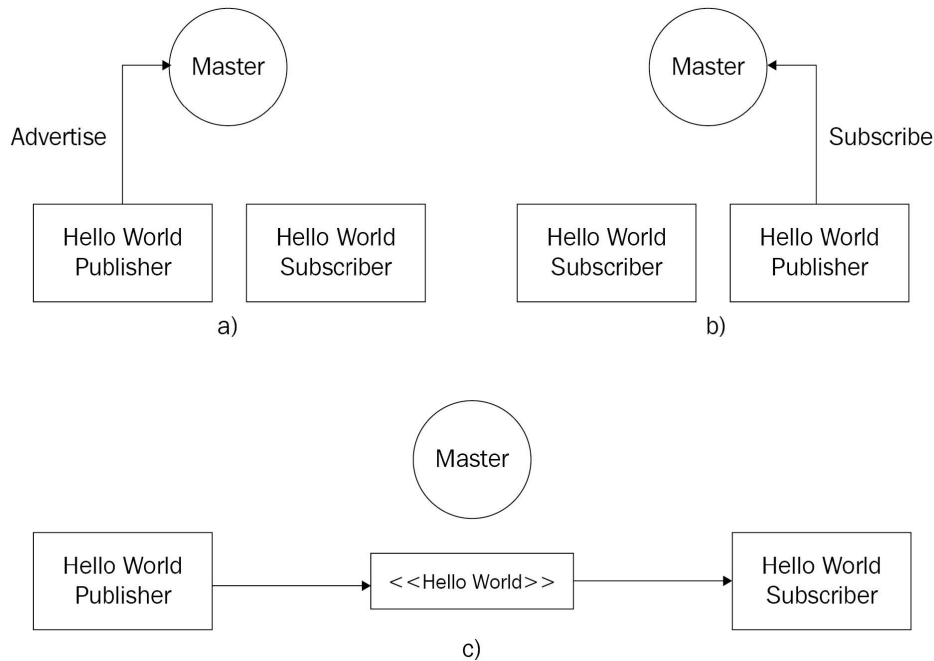 Master
Master
Advertise
Subscribe
Hello World
Publisher
Hello World
Subscriber
Hello World
Subscriber
Hello World
Publisher
a)
b)
Master
Hello World
Publisher
<<Hello World>>
Hello World
Subscriber
c)